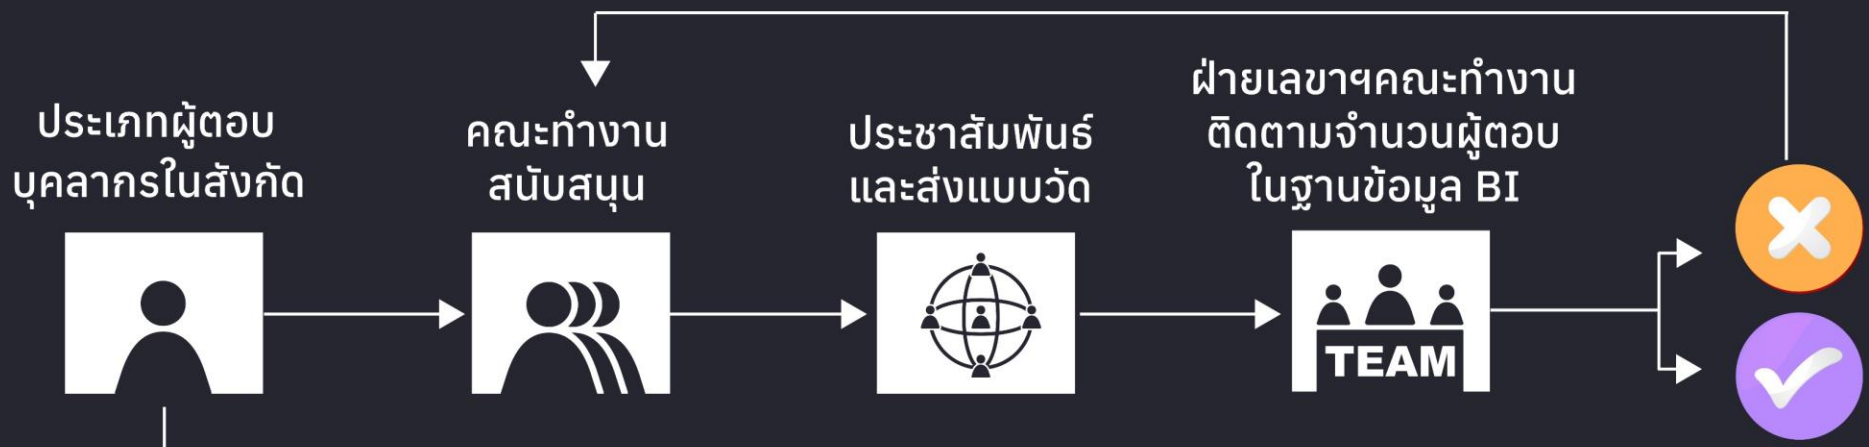 ประเภทผู้ตอบ
บุคลากรในสังกัด
คณะทำงาน
สนับสนุน
ประชาสัมพันธ์
และส่งแบบวัด
ฝ่ายเลขาฯคณะทำงาน
ติดตามจำนวนผู้ตอบ
ในฐานข้อมูล BI
TEAM